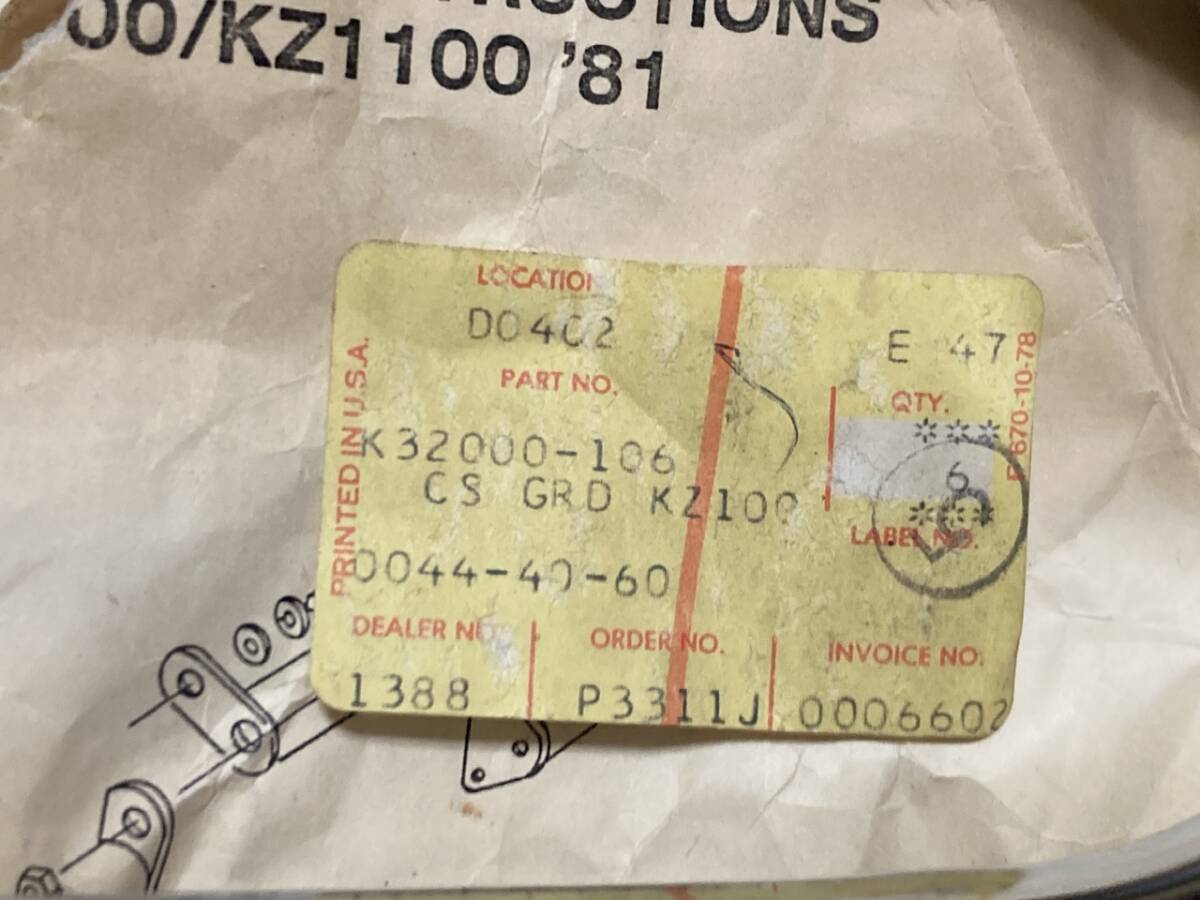 00/KZ1100 '81
LOCATION
D0402
E 47
PART NO.
QTY.
K32000-106
***
6
***
CS GRD KZ100
LABEL NO.
0044-40-60
DEALER NO.
ORDER NO.
INVOICE NO.
1388
P3311J
0006602
PRINTED IN U.S.A.
670-10-78